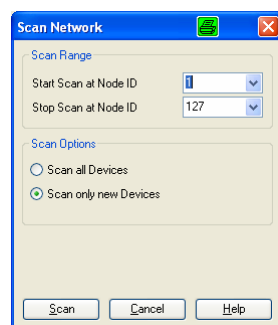 Scan Network
Scan Range
Start Scan at Node ID 1
Stop Scan at Node ID 127
Scan Options
Scan all Devices
Scan only new Devices
Scan Cancel Help